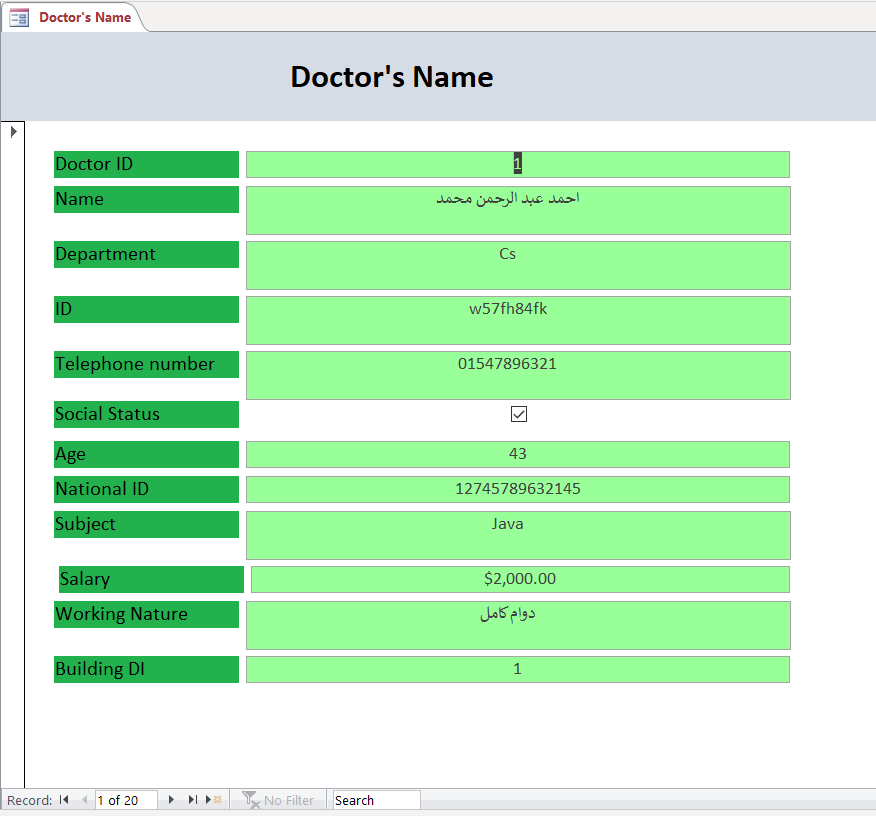 Doctor's Name
Doctor's Name
Doctor ID 1
Name احمد عبد الرحمن محمد
Department Cs
ID w57fh84fk
Telephone number 01547896321
Social Status
Age 43
National ID 12745789632145
Subject Java
Salary $2,000.00
Working Nature دوام كامل
Building DI 1
Record: 1 of 20 No Filter Search